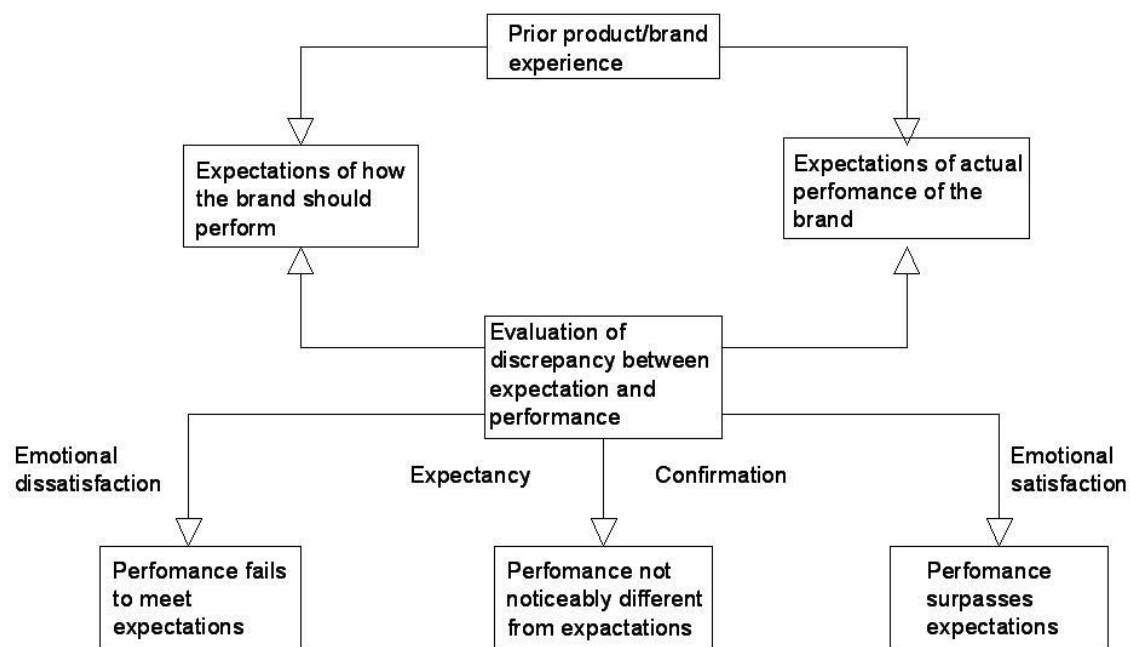 Prior product/brand
experience
Expectations of how
the brand should
perform
Expectations of actual
perfomance of the
brand
Evaluation of
discrepancy between
expectation and
performance
Emotional
dissatisfaction
Expectancy
Confirmation
Emotional
satisfaction
Perfomance fails
to meet
expectations
Perfomance not
noticeably different
from expactations
Perfomance
surpasses
expectations